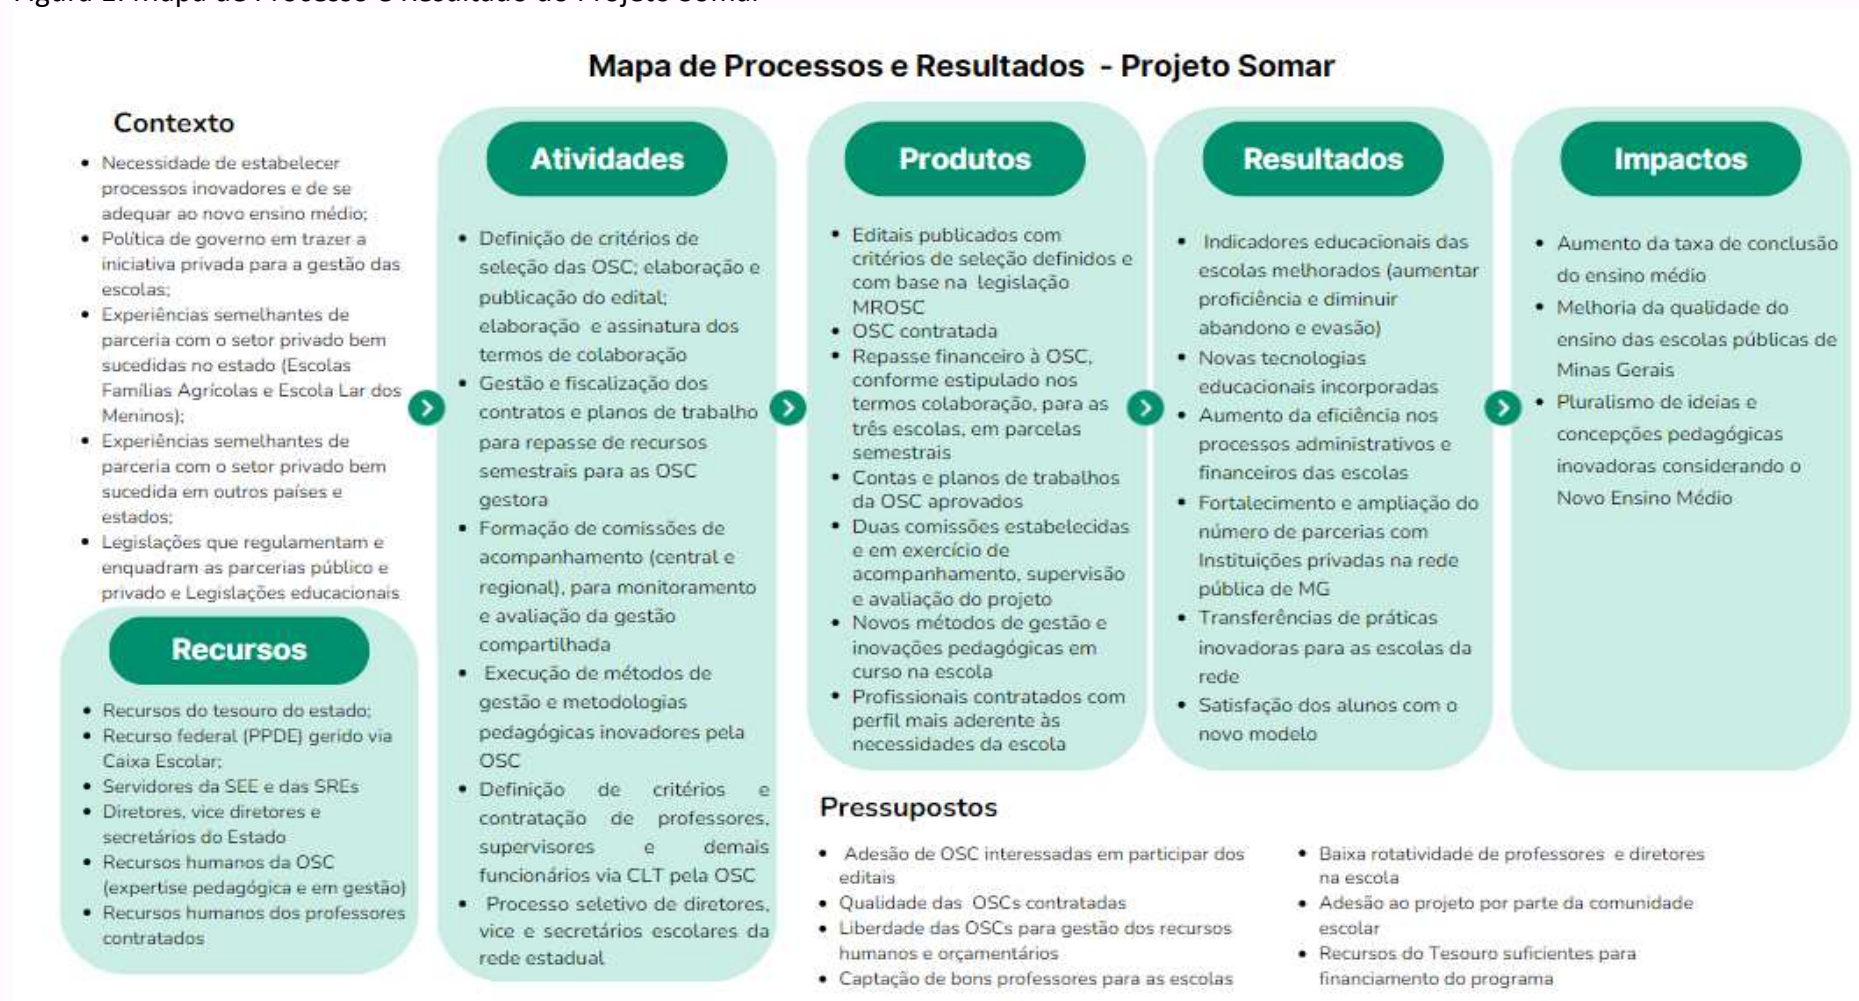 Figura 1: Mapa de Processo e Resultado do Projeto Somar
Mapa de Processos e Resultados - Projeto Somar
Contexto
• Necessidade de estabelecer
processos inovadores e de se
adequar ao novo ensino médio;
• Política de governo em trazer a
iniciativa privada para a gestão das
escolas;
• Experiências semelhantes de
parceria com o setor privado bem
sucedidas no estado (Escolas
Famílias Agrícolas e Escola Lar dos
Meninos);
• Experiências semelhantes de
parceria com o setor privado bem
sucedida em outros países e
estados;
• Legislações que regulamentam e
enquadram as parcerias público e
privado e Legislações educacionais
Recursos
• Recursos do tesouro do estado;
• Recurso federal (PPDE) gerido via
Caixa Escolar;
• Servidores da SEE e das SREs
• Diretores, vice diretores e
secretários do Estado
• Recursos humanos da OSC
(expertise pedagógica e em gestão)
• Recursos humanos dos professores
contratados
Atividades
• Definição de critérios de
seleção das OSC; elaboração e
publicação do edital;
elaboração e assinatura dos
termos de colaboração
• Gestão e fiscalização dos
contratos e planos de trabalho
para repasse de recursos
semestrais para as OSC
gestora
• Formação de comissões de
acompanhamento (central e
regional), para monitoramento
e avaliação da gestão
compartilhada
• Execução de métodos de
gestão e metodologias
pedagógicas inovadores pela
OSC
• Definição de critérios e
contratação de professores,
supervisores e demais
funcionários via CLT pela OSC
• Processo seletivo de diretores,
vice e secretários escolares da
rede estadual
Produtos
• Editais publicados com
critérios de seleção definidos e
com base na legislação
MROSC
• OSC contratada
• Repasse financeiro à OSC,
conforme estipulado nos
termos colaboração, para as
três escolas, em parcelas
semestrais
• Contas e planos de trabalhos
da OSC aprovados
• Duas comissões estabelecidas
e em exercício de
acompanhamento, supervisão
e avaliação do projeto
• Novos métodos de gestão e
inovações pedagógicas em
curso na escola
• Profissionais contratados com
perfil mais aderente às
necessidades da escola
Resultados
• Indicadores educacionais das
escolas melhorados (aumentar
proficiência e diminuir
abandono e evasão)
• Novas tecnologias
educacionais incorporadas
• Aumento da eficiência nos
processos administrativos e
financeiros das escolas
• Fortalecimento e ampliação do
número de parcerias com
Instituições privadas na rede
pública de MG
• Transferências de práticas
inovadoras para as escolas da
rede
• Satisfação dos alunos com o
novo modelo
Impactos
• Aumento da taxa de conclusão
do ensino médio
• Melhoria da qualidade do
ensino das escolas públicas de
Minas Gerais
• Pluralismo de ideias e
concepções pedagógicas
inovadoras considerando o
Novo Ensino Médio
Pressupostos
• Adesão de OSC interessadas em participar dos
editais
• Qualidade das OSCs contratadas
• Liberdade das OSCs para gestão dos recursos
humanos e orçamentários
• Captação de bons professores para as escolas
• Baixa rotatividade de professores e diretores
na escola
• Adesão ao projeto por parte da comunidade
escolar
• Recursos do Tesouro suficientes para
financiamento do programa